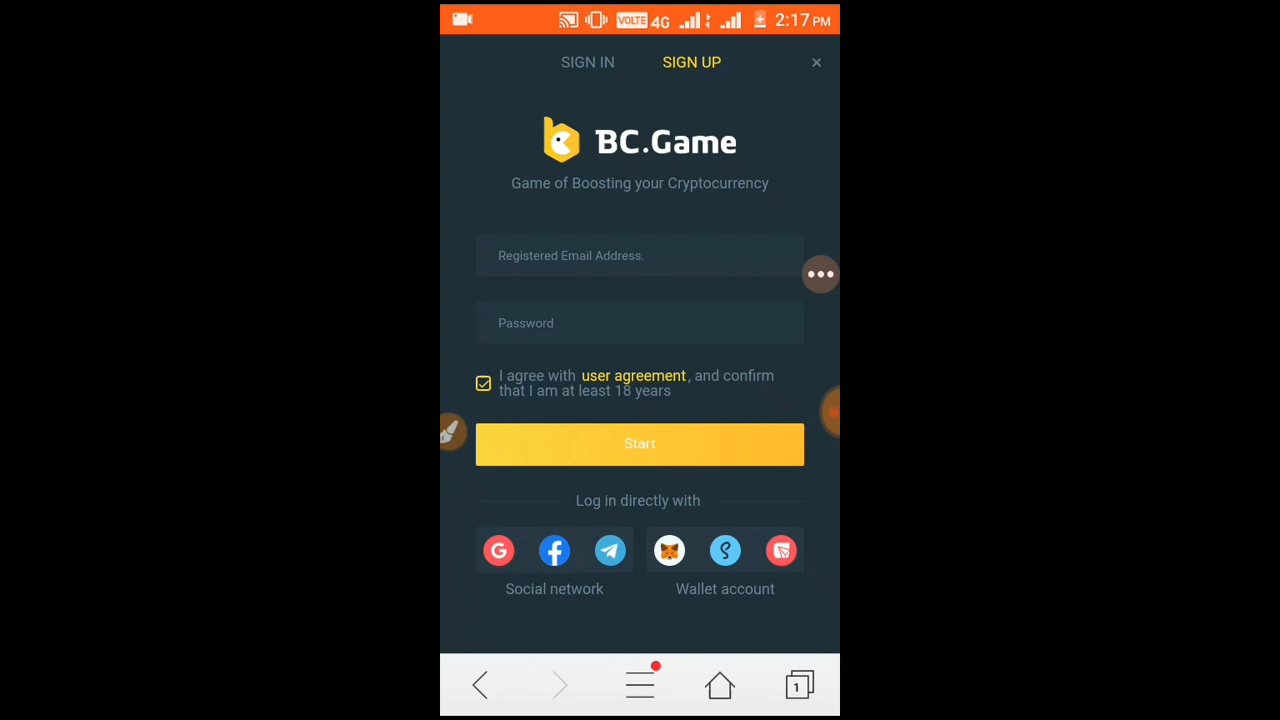 VOLTE 4G 2:17 PM
SIGN IN SIGN UP
BC.Game
Game of Boosting your Cryptocurrency
Registered Email Address.
Password
I agree with user agreement, and confirm
that I am at least 18 years
Start
Log in directly with
Social network Wallet account
1